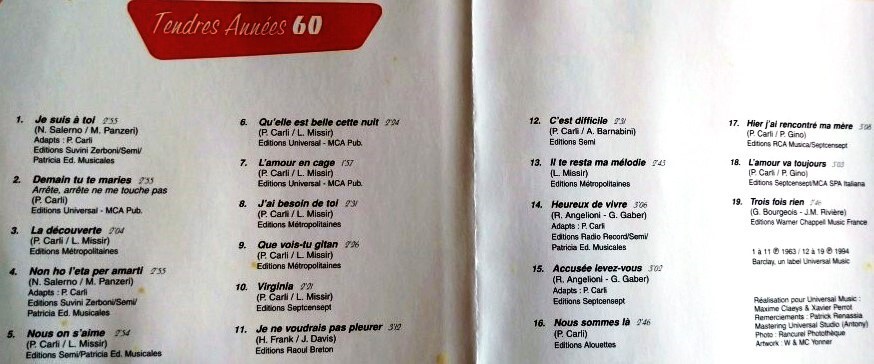 Tendres Années 60
1. Je suis à toi 2'55
(N. Salerno / M. Panzeri)
Adapts : P. Carli
Editions Suvini Zerboni/Semi/
Patricia Ed. Musicales
2. Demain tu te maries 2'55
Arrête, arrête ne me touche pas
(P. Carli)
Editions Universal - MCA Pub.
3. La découverte 2'04
(P. Carli / L. Missir)
Editions Métropolitaines
4. Non ho l'eta per amarti 2'55
(N. Salerno / M. Panzeri)
Adapts : P. Carli
Editions Suvini Zerboni/Semi/
Patricia Ed. Musicales
5. Nous on s'aime 2'54
(P. Carli / L. Missir)
Editions Semi/Patricia Ed. Musicales
6. Qu'elle est belle cette nuit 2'24
(P. Carli / L. Missir)
Editions Universal - MCA Pub.
7. L'amour en cage 1'57
(P. Carli / L. Missir)
Editions Universal - MCA Pub.
8. J'ai besoin de toi 2'31
(P. Carli / L. Missir)
Editions Métropolitaines
9. Que vois-tu gitan 2'26
(P. Carli / L. Missir)
Editions Métropolitaines
10. Virginia 2'21
(P. Carli / L. Missir)
Editions Septcensept
11. Je ne voudrais pas pleurer 3'12
(H. Frank / J. Davis)
Editions Raoul Breton
12. C'est difficile 2'31
(P. Carli / A. Barnabini)
Editions Semi
13. Il te resta ma mélodie 2'43
(L. Missir)
Editions Métropolitaines
14. Heureux de vivre 3'06
(R. Angelioni - G. Gaber)
Adapts : P. Carli
Editions Radio Record/Semi/
Patricia Ed. Musicales
15. Accusée levez-vous 3'02
(R. Angelioni - G. Gaber)
Adapts : P. Carli
Editions Septcensept
16. Nous sommes là 2'46
(P. Carli)
Editions Alouettes
17. Hier j'ai rencontré ma mère 3'08
(P. Carli / P. Gino)
Editions RCA Musica/Septcensept
18. L'amour va toujours 3'03
(P. Carli / P. Gino)
Editions Septcensept/MCA SPA Italiana
19. Trois fois rien 2'46
(G. Bourgeois - J.M. Rivière)
Editions Warner Chappell Music France
1 à 11 ℗ 1963 / 12 à 19 ℗ 1994
Barclay, un label Universal Music
Réalisation pour Universal Music :
Maxime Claeys & Xavier Perrot
Remerciements : Patrick Renassia
Mastering Universal Studio (Antony)
Photo : Rancurel Photothèque
Artwork : W & MC Yonner